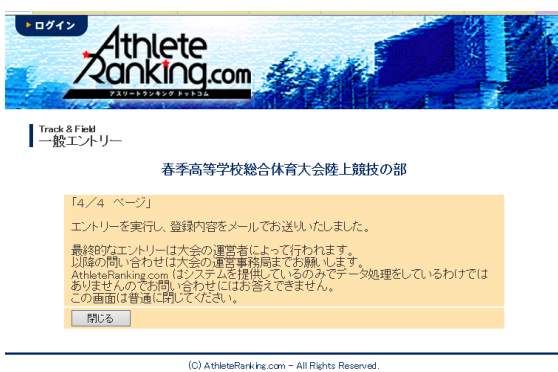 ログイン
Athlete
Ranking.com
アスリートランキング ドットコム
Track & Field
一般エントリー
春季高等学校総合体育大会陸上競技の部
「4/4 ページ」
エントリーを実行し、登録内容をメールでお送りいたしました。
最終的なエントリーは大会の運営者によって行われます。
以降の問い合わせは大会の運営事務局までお願いします。
AthleteRanking.com はシステムを提供しているのみでデータ処理をしているわけでは
ありませんのでお問い合わせにはお答えできません。
この画面は普通に閉じてください。
閉じる
(C) AthleteRanking.com - All Rights Reserved.